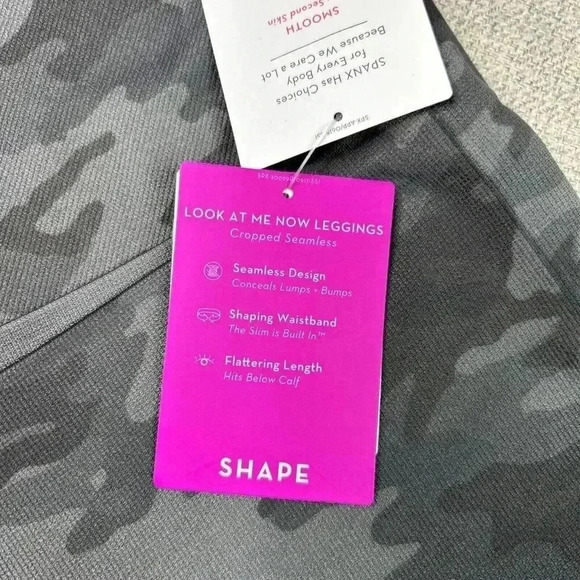 SMOOTH
Second Skin
SPANX Has Choices
for Every Body
Because We Care a Lot
LOOK AT ME NOW LEGGINGS
Cropped Seamless
Seamless Design
Conceals Lumps + Bumps
Shaping Waistband
The Slim is Built In™
Flattering Length
Hits Below Calf
SHAPE